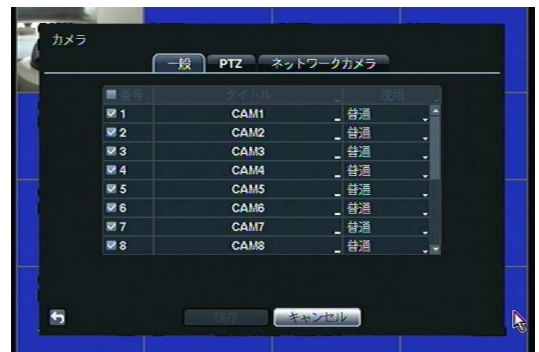 カメラ
一般 PTZ ネットワークカメラ
番号 タイトル 使用
1 CAM1 普通
2 CAM2 普通
3 CAM3 普通
4 CAM4 普通
5 CAM5 普通
6 CAM6 普通
7 CAM7 普通
8 CAM8 普通
保存 キャンセル